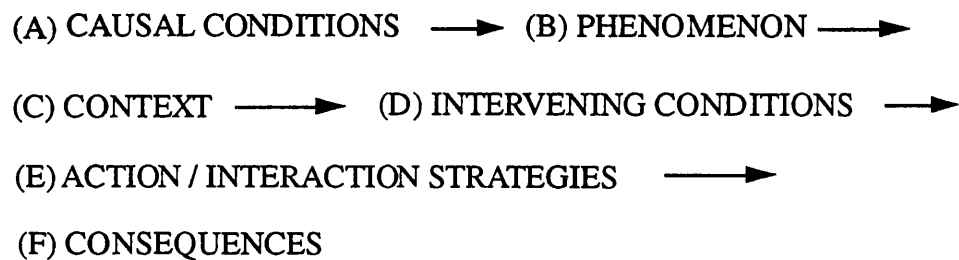 (A) CAUSAL CONDITIONS ⟶ (B) PHENOMENON ⟶
(C) CONTEXT ⟶ (D) INTERVENING CONDITIONS ⟶
(E) ACTION / INTERACTION STRATEGIES ⟶
(F) CONSEQUENCES